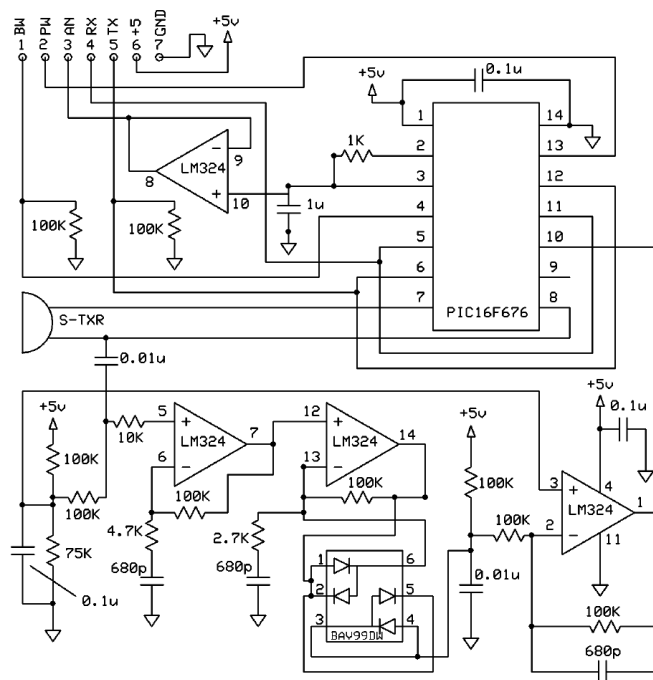 BW PW AN RX TX +5 GND
1 2 3 4 5 6 7
+5v
+5v 0.1u
1 14
1K
2 13
- 9
LM324
8
3 12
+ 10
1u
4 11
100K 100K
5 10
6 9
7 8
S-TXR
PIC16F676
0.01u
+5v +5v +5v
0.1u
5 + 12 +
10K
LM324 7 LM324 14
6 - 13 -
100K 100K
3 + 4
100K 100K 100K
LM324 1
4.7K 2.7K
2 - 11
75K
680p 680p
1 6
0.01u
2 5
0.1u
3 4
100K
BAV99DW
680p